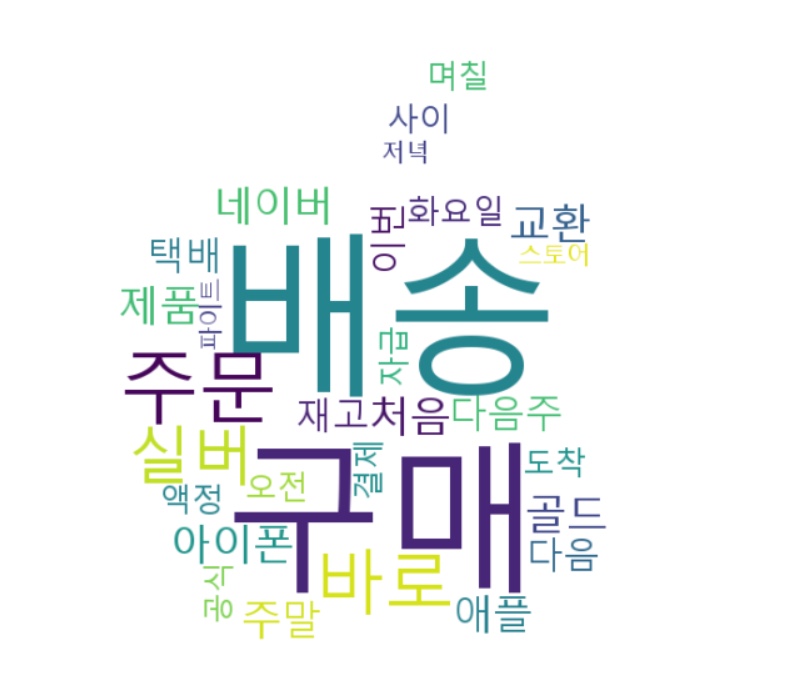 며칠
사이
저녁
네이버
이번
화요일
교환
택배
스토어
배송
제품
파이트
자급
주문
재고
처음
다음주
실버
구매
결제
도착
오전
액정
골드
아이폰
다음
바로
공식
주말
애플